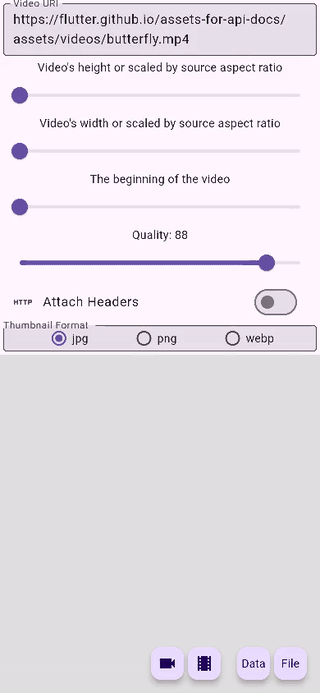 Video URI
https://flutter.github.io/assets-for-api-docs/
assets/videos/butterfly.mp4
Video's height or scaled by source aspect ratio
Video's width or scaled by source aspect ratio
The beginning of the video
Quality: 88
HTTP Attach Headers
Thumbnail Format
jpg png webp
Data File